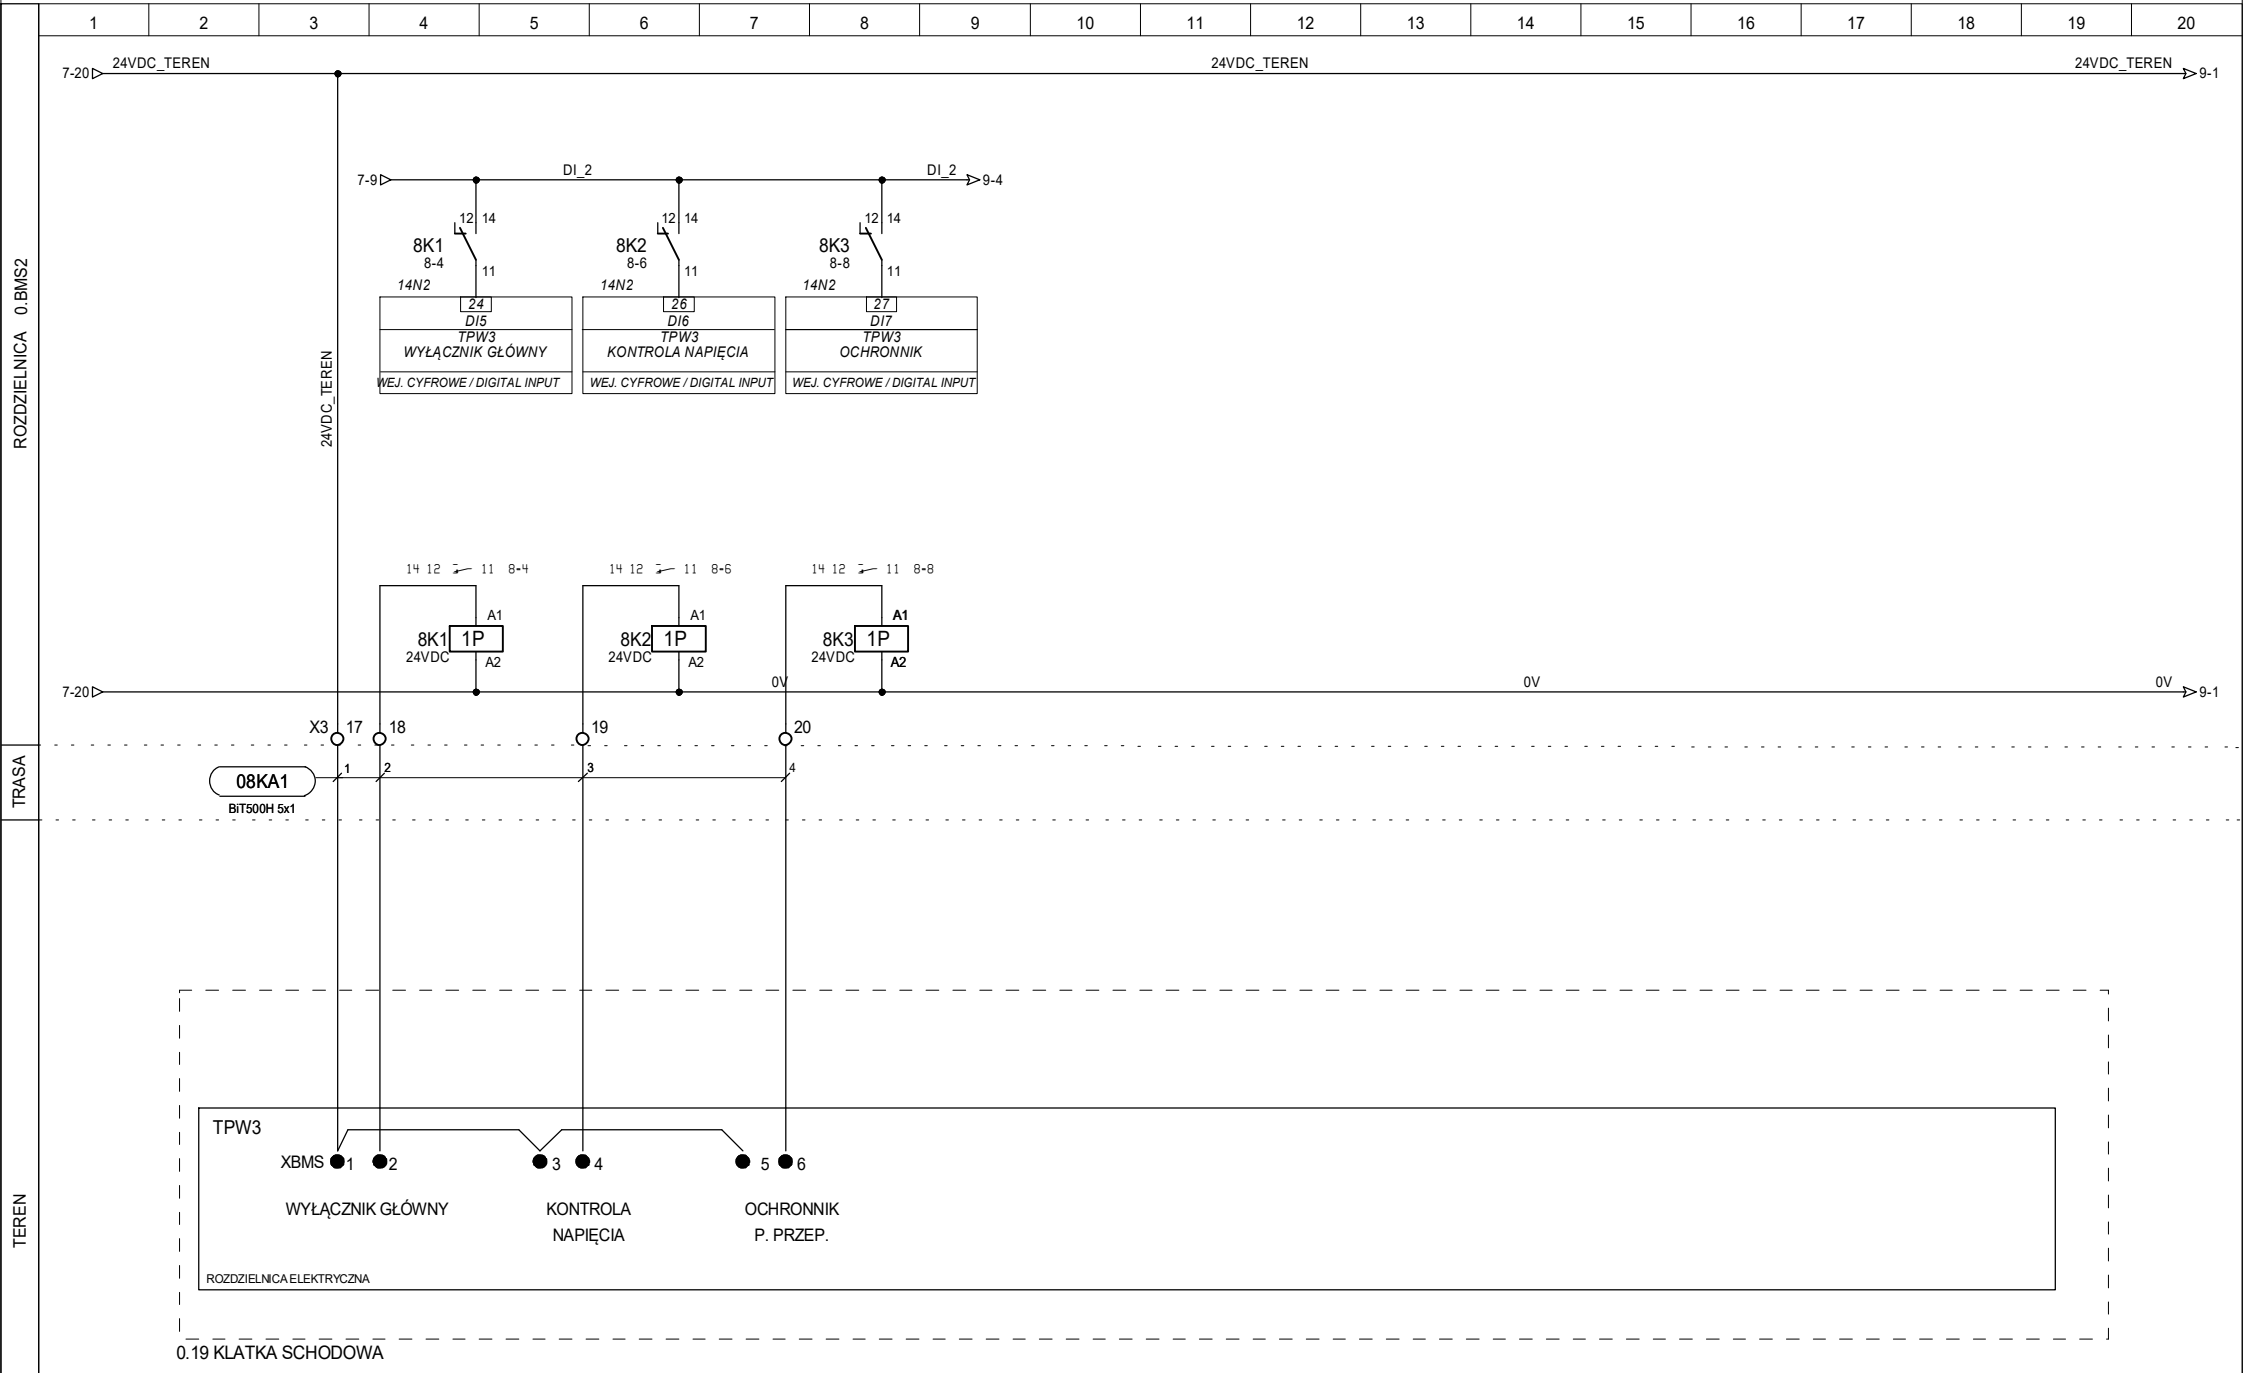 1 2 3 4 5 6 7 8 9 10 11 12 13 14 15 16 17 18 19 20
7-20 24VDC_TEREN 24VDC_TEREN 24VDC_TEREN 9-1
7-9 DI_2 DI_2 9-4
12 14 12 14 12 14
8K1 8K2 8K3
8-4 8-6 8-8
11 11 11
14N2 14N2 14N2
24 26 27
DI5 DI6 DI7
TPW3 TPW3 TPW3
WYŁĄCZNIK GŁÓWNY KONTROLA NAPIĘCIA OCHRONNIK
WEJ. CYFROWE / DIGITAL INPUT WEJ. CYFROWE / DIGITAL INPUT WEJ. CYFROWE / DIGITAL INPUT
ROZDZIELNICA 0.BMS2
24VDC_TEREN
14 12 11 8-4 14 12 11 8-6 14 12 11 8-8
A1 A1 A1
8K1 1P 8K2 1P 8K3 1P
24VDC A2 24VDC A2 24VDC A2
7-20 0V 0V 0V 9-1
X3 17 18 19 20
TRASA
1 2 3 4
08KA1
BiT500H 5x1
TEREN
TPW3
XBMS 1 2 3 4 5 6
WYŁĄCZNIK GŁÓWNY KONTROLA OCHRONNIK
NAPIĘCIA P. PRZEP.
ROZDZIELNICA ELEKTRYCZNA
0.19 KLATKA SCHODOWA